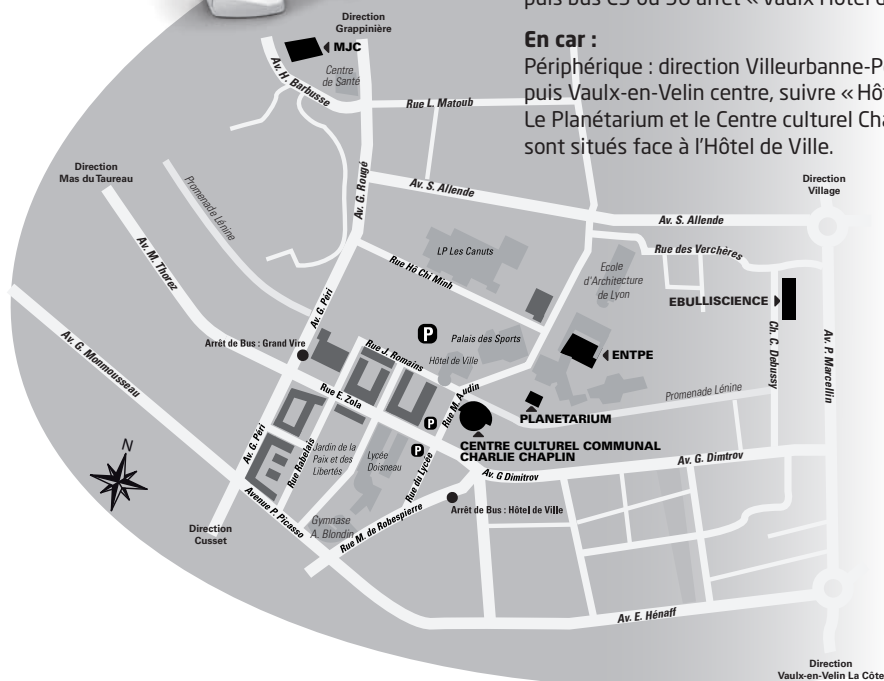 puis bus C3 ou 56 arrêt « Vaulx Hôtel
En car :
Périphérique : direction Villeurbanne-
puis Vaulx-en-Velin centre, suivre « Hôt
Le Planétarium et le Centre culturel Cha
sont situés face à l'Hôtel de Ville.
Direction
Grappinière
MJC
Centre
de Santé
Av. H. Barbusse
Rue L. Matoub
Direction
Mas du Taureau
Promenade Lénine
Av. G. Rougé
Av. S. Allende
Direction
Village
Av. S. Allende
Rue des Verchères
Av. M. Thorez
LP Les Canuts
Rue Hô Chi Minh
Ecole
d'Architecture
de Lyon
EBULLISCIENCE
Av. G. Péri
Av. G. Monmousseau
P
Arrêt de Bus : Grand Vire
Rue J. Romains
Palais des Sports
Hôtel de Ville
ENTPE
Ch. C. Debussy
Av. P. Marcellin
Rue E. Zola
Rue M. Audin
Promenade Lénine
PLANETARIUM
P
CENTRE CULTUREL COMMUNAL
CHARLIE CHAPLIN
P
Av. G. Péri
Rue Rabelais
Jardin de la
Paix et des
Libertés
Lycée
Doisneau
Rue du Lycée
Av. G Dimitrov
Av. G. Dimtrov
N
Avenue P. Picasso
Arrêt de Bus : Hôtel de Ville
Gymnase
A. Blondin
Rue M. de Robespierre
Direction
Cusset
Av. E. Hénaff
Direction
Vaulx-en-Velin La Côte